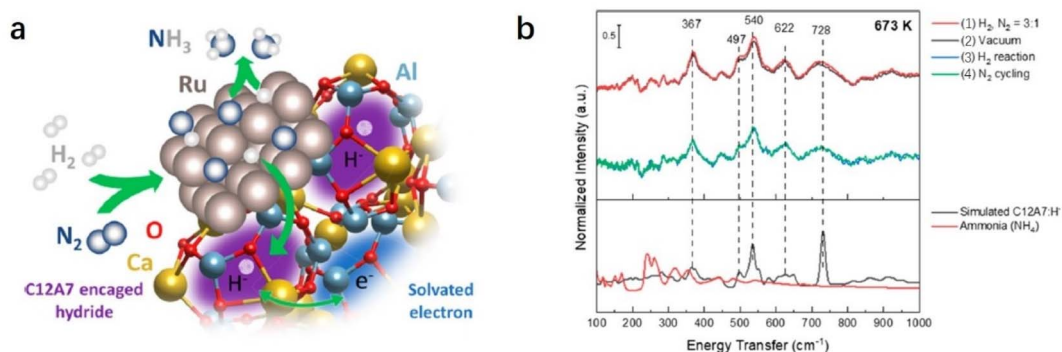 a
NH₃
Ru
Al
H₂
H⁻
N₂
O
Ca
H⁻
e⁻
C12A7 encaged
hydride
Solvated
electron
b
367
497
540
622
728
673 K
0.5
(1) H₂, N₂ = 3:1
(2) Vacuum
(3) H₂ reaction
(4) N₂ cycling
Normalized Intensity (a.u.)
Simulated C12A7:H⁻
Ammonia (NH₄)
100 200 300 400 500 600 700 800 900 1000
Energy Transfer (cm⁻¹)